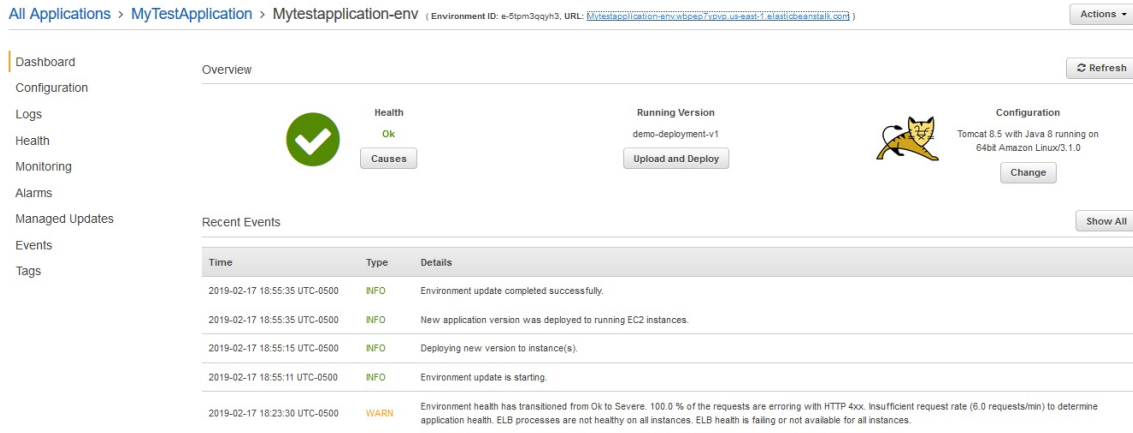 All Applications > MyTestApplication > Mytestapplication-env ( Environment ID: e-5tpm3qqyh3, URL: Mytestapplication-env.wbpep7ypvp.us-east-1.elasticbeanstalk.com )
Actions
Dashboard
Configuration
Logs
Health
Monitoring
Alarms
Managed Updates
Events
Tags
Overview
Refresh
Health
Ok
Causes
Running Version
demo-deployment-v1
Upload and Deploy
Configuration
Tomcat 8.5 with Java 8 running on
64bit Amazon Linux/3.1.0
Change
Recent Events
Show All
Time Type Details
2019-02-17 18:55:35 UTC-0500 INFO Environment update completed successfully.
2019-02-17 18:55:35 UTC-0500 INFO New application version was deployed to running EC2 instances.
2019-02-17 18:55:15 UTC-0500 INFO Deploying new version to instance(s).
2019-02-17 18:55:11 UTC-0500 INFO Environment update is starting.
2019-02-17 18:23:30 UTC-0500 WARN Environment health has transitioned from Ok to Severe. 100.0 % of the requests are erroring with HTTP 4xx. Insufficient request rate (6.0 requests/min) to determine
application health. ELB processes are not healthy on all instances. ELB health is failing or not available for all instances.